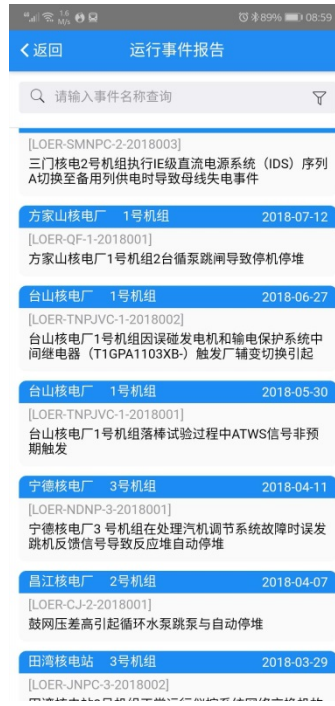 1.6
M/s
89%
08:59
返回
运行事件报告
请输入事件名称查询
[LOER-SMNPC-2-2018003]
三门核电2号机组执行IE级直流电源系统（IDS）序列
A切换至备用列供电时导致母线失电事件
方家山核电厂 1号机组 2018-07-12
[LOER-QF-1-2018001]
方家山核电厂1号机组2台循泵跳闸导致停机停堆
台山核电厂 1号机组 2018-06-27
[LOER-TNPJVC-1-2018002]
台山核电厂1号机组因误碰发电机和输电保护系统中
间继电器（T1GPA1103XB-）触发厂辅变切换引起
台山核电厂 1号机组 2018-05-30
[LOER-TNPJVC-1-2018001]
台山核电厂1号机组落棒试验过程中ATWS信号非预
期触发
宁德核电厂 3号机组 2018-04-11
[LOER-NDNP-3-2018001]
宁德核电厂3 号机组在处理汽机调节系统故障时误发
跳机反馈信号导致反应堆自动停堆
昌江核电厂 2号机组 2018-04-07
[LOER-CJ-2-2018001]
鼓网压差高引起循环水泵跳泵与自动停堆
田湾核电站 3号机组 2018-03-29
[LOER-JNPC-3-2018002]